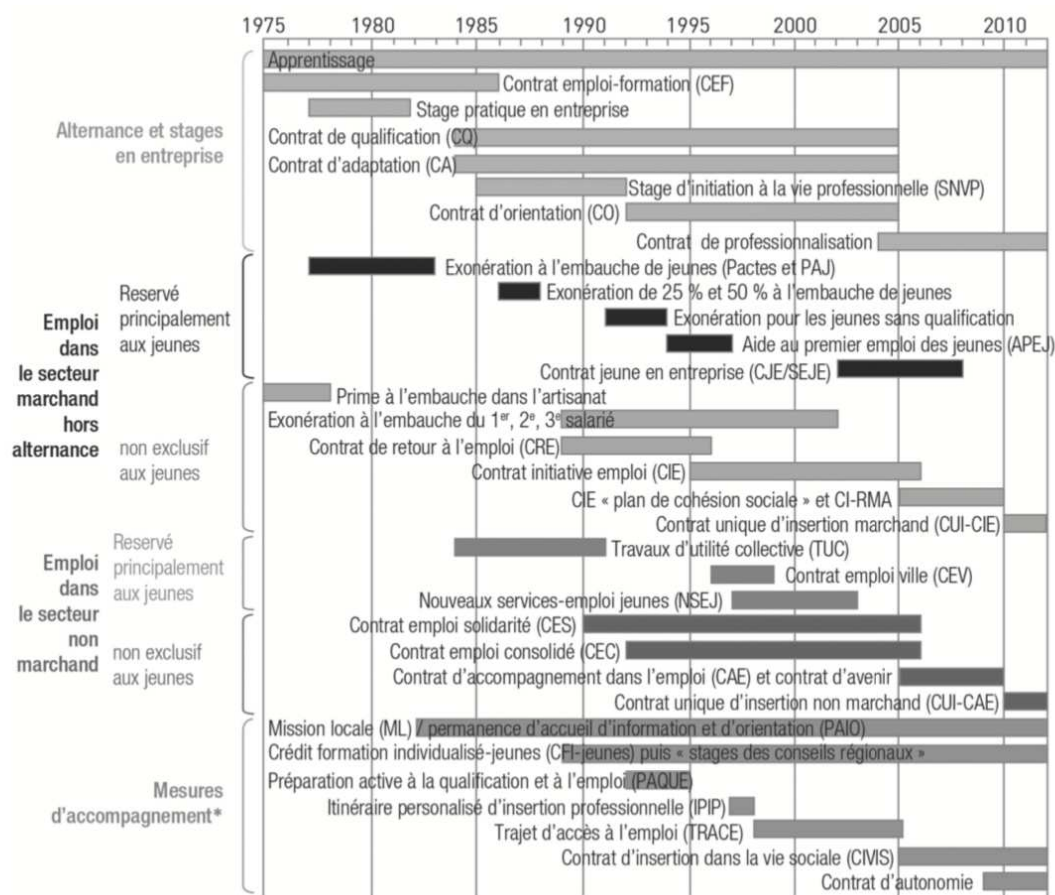 1975 1980 1985 1990 1995 2000 2005 2010
Alternance et stages
en entreprise
Apprentissage
Contrat emploi-formation (CEF)
Stage pratique en entreprise
Contrat de qualification (CQ)
Contrat d'adaptation (CA)
Stage d'initiation à la vie professionnelle (SNVP)
Contrat d'orientation (CO)
Contrat de professionnalisation
Emploi
dans
le secteur
marchand
hors
alternance
Reservé
principalement
aux jeunes
Exonération à l'embauche de jeunes (Pactes et PAJ)
Exonération de 25 % et 50 % à l'embauche de jeunes
Exonération pour les jeunes sans qualification
Aide au premier emploi des jeunes (APEJ)
Contrat jeune en entreprise (CJE/SEJE)
non exclusif
aux jeunes
Prime à l'embauche dans l'artisanat
Exonération à l'embauche du 1er, 2e, 3e salarié
Contrat de retour à l'emploi (CRE)
Contrat initiative emploi (CIE)
CIE « plan de cohésion sociale » et CI-RMA
Contrat unique d'insertion marchand (CUI-CIE)
Emploi
dans
le secteur
non
marchand
Reservé
principalement
aux jeunes
Travaux d'utilité collective (TUC)
Contrat emploi ville (CEV)
Nouveaux services-emploi jeunes (NSEJ)
non exclusif
aux jeunes
Contrat emploi solidarité (CES)
Contrat emploi consolidé (CEC)
Contrat d'accompagnement dans l'emploi (CAE) et contrat d'avenir
Contrat unique d'insertion non marchand (CUI-CAE)
Mesures
d'accompagnement*
Mission locale (ML) / permanence d'accueil d'information et d'orientation (PAIO)
Crédit formation individualisé-jeunes (CFI-jeunes) puis « stages des conseils régionaux »
Préparation active à la qualification et à l'emploi (PAQUE)
Itinéraire personalisé d'insertion professionnelle (IPIP)
Trajet d'accès à l'emploi (TRACE)
Contrat d'insertion dans la vie sociale (CIVIS)
Contrat d'autonomie